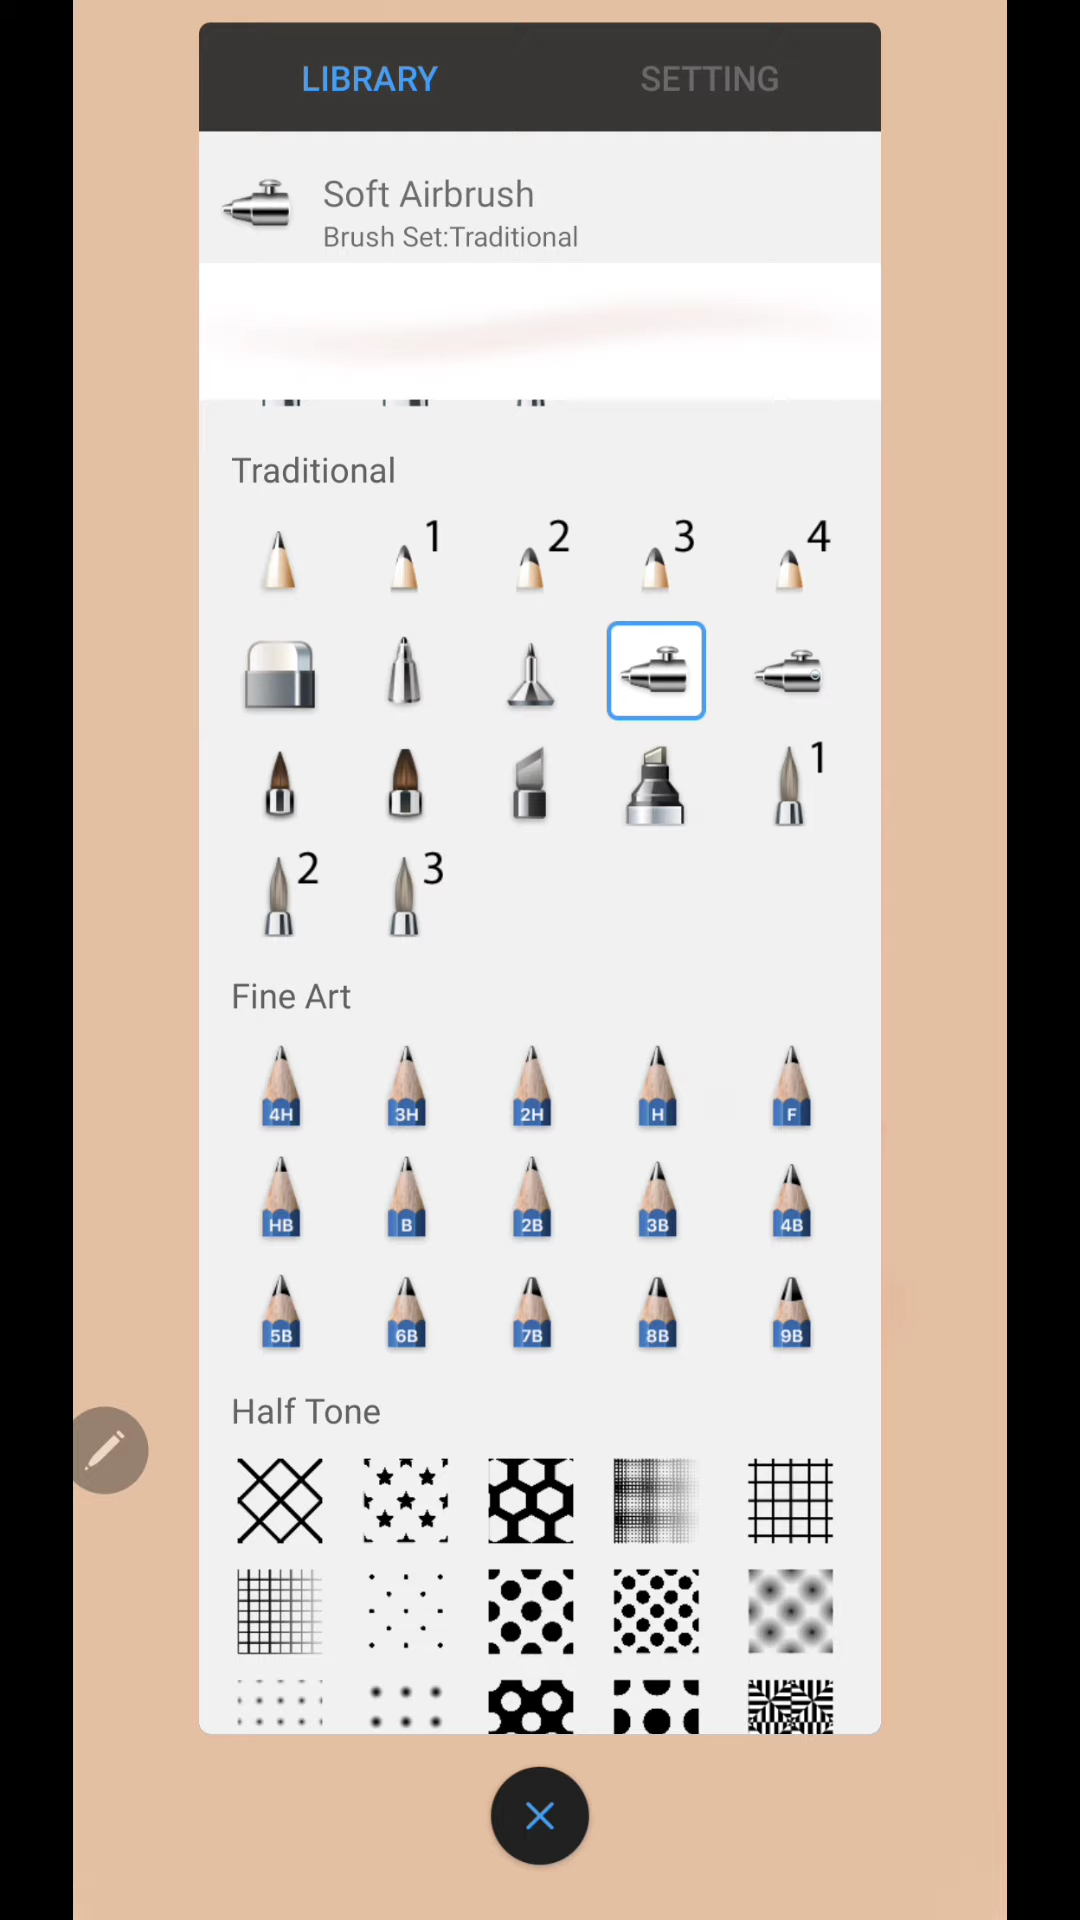 LIBRARY SETTING
Soft Airbrush
Brush Set:Traditional
Traditional
1 2 3 4
1
2 3
Fine Art
4H 3H 2H H F
HB B 2B 3B 4B
5B 6B 7B 8B 9B
Half Tone